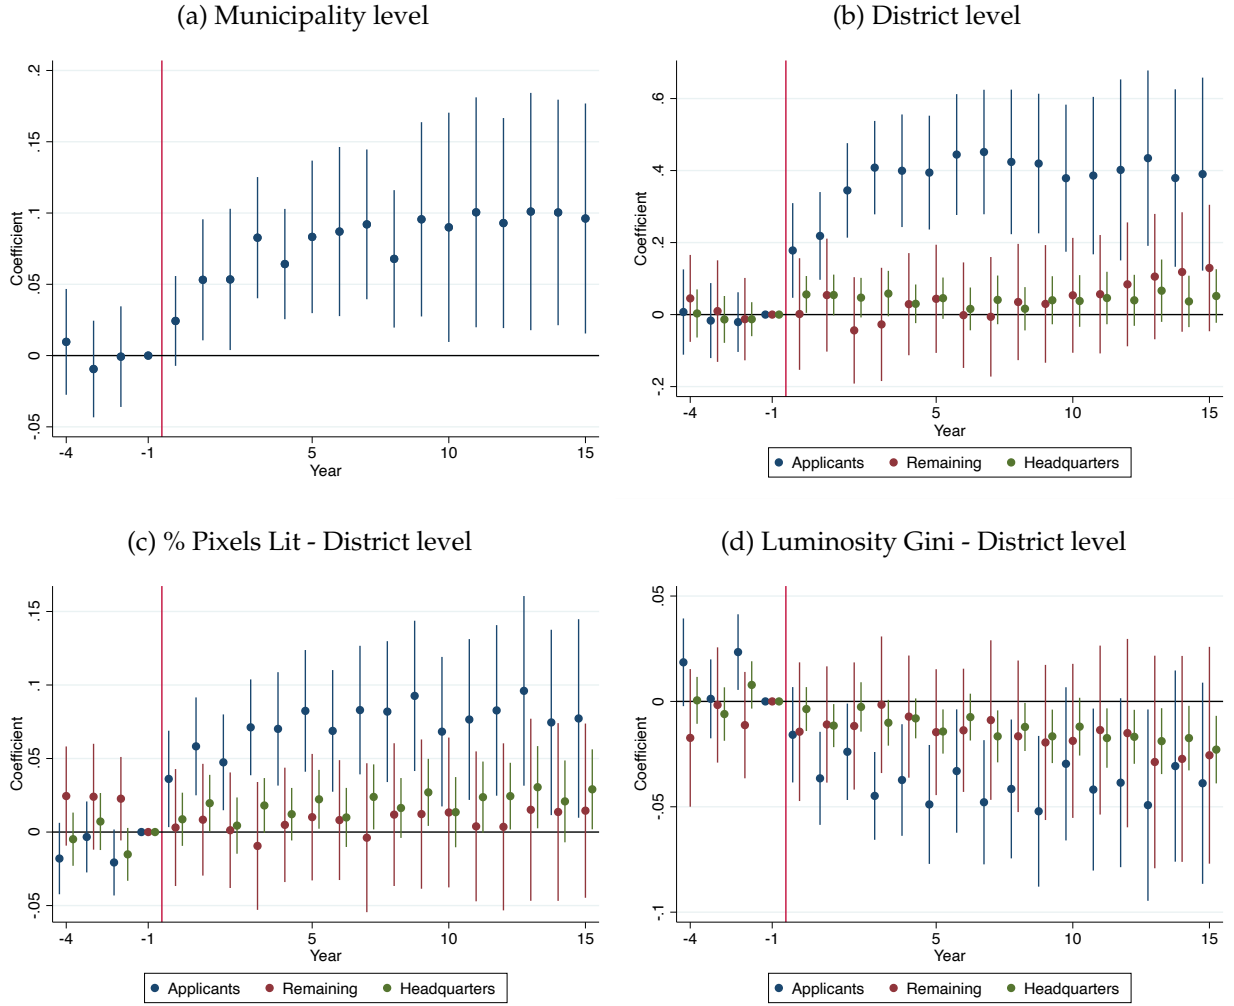 (a) Municipality level
.2
.15
.1
.05
0
-.05
Coefficient
-4
-1
5
10
15
Year
(b) District level
.6
.4
.2
0
-.2
Coefficient
-4
-1
5
10
15
Year
Applicants Remaining Headquarters
(c) % Pixels Lit - District level
.15
.1
.05
0
-.05
Coefficient
-4
-1
5
10
15
Year
Applicants Remaining Headquarters
(d) Luminosity Gini - District level
.05
0
-.05
-.1
Coefficient
-4
-1
5
10
15
Year
Applicants Remaining Headquarters